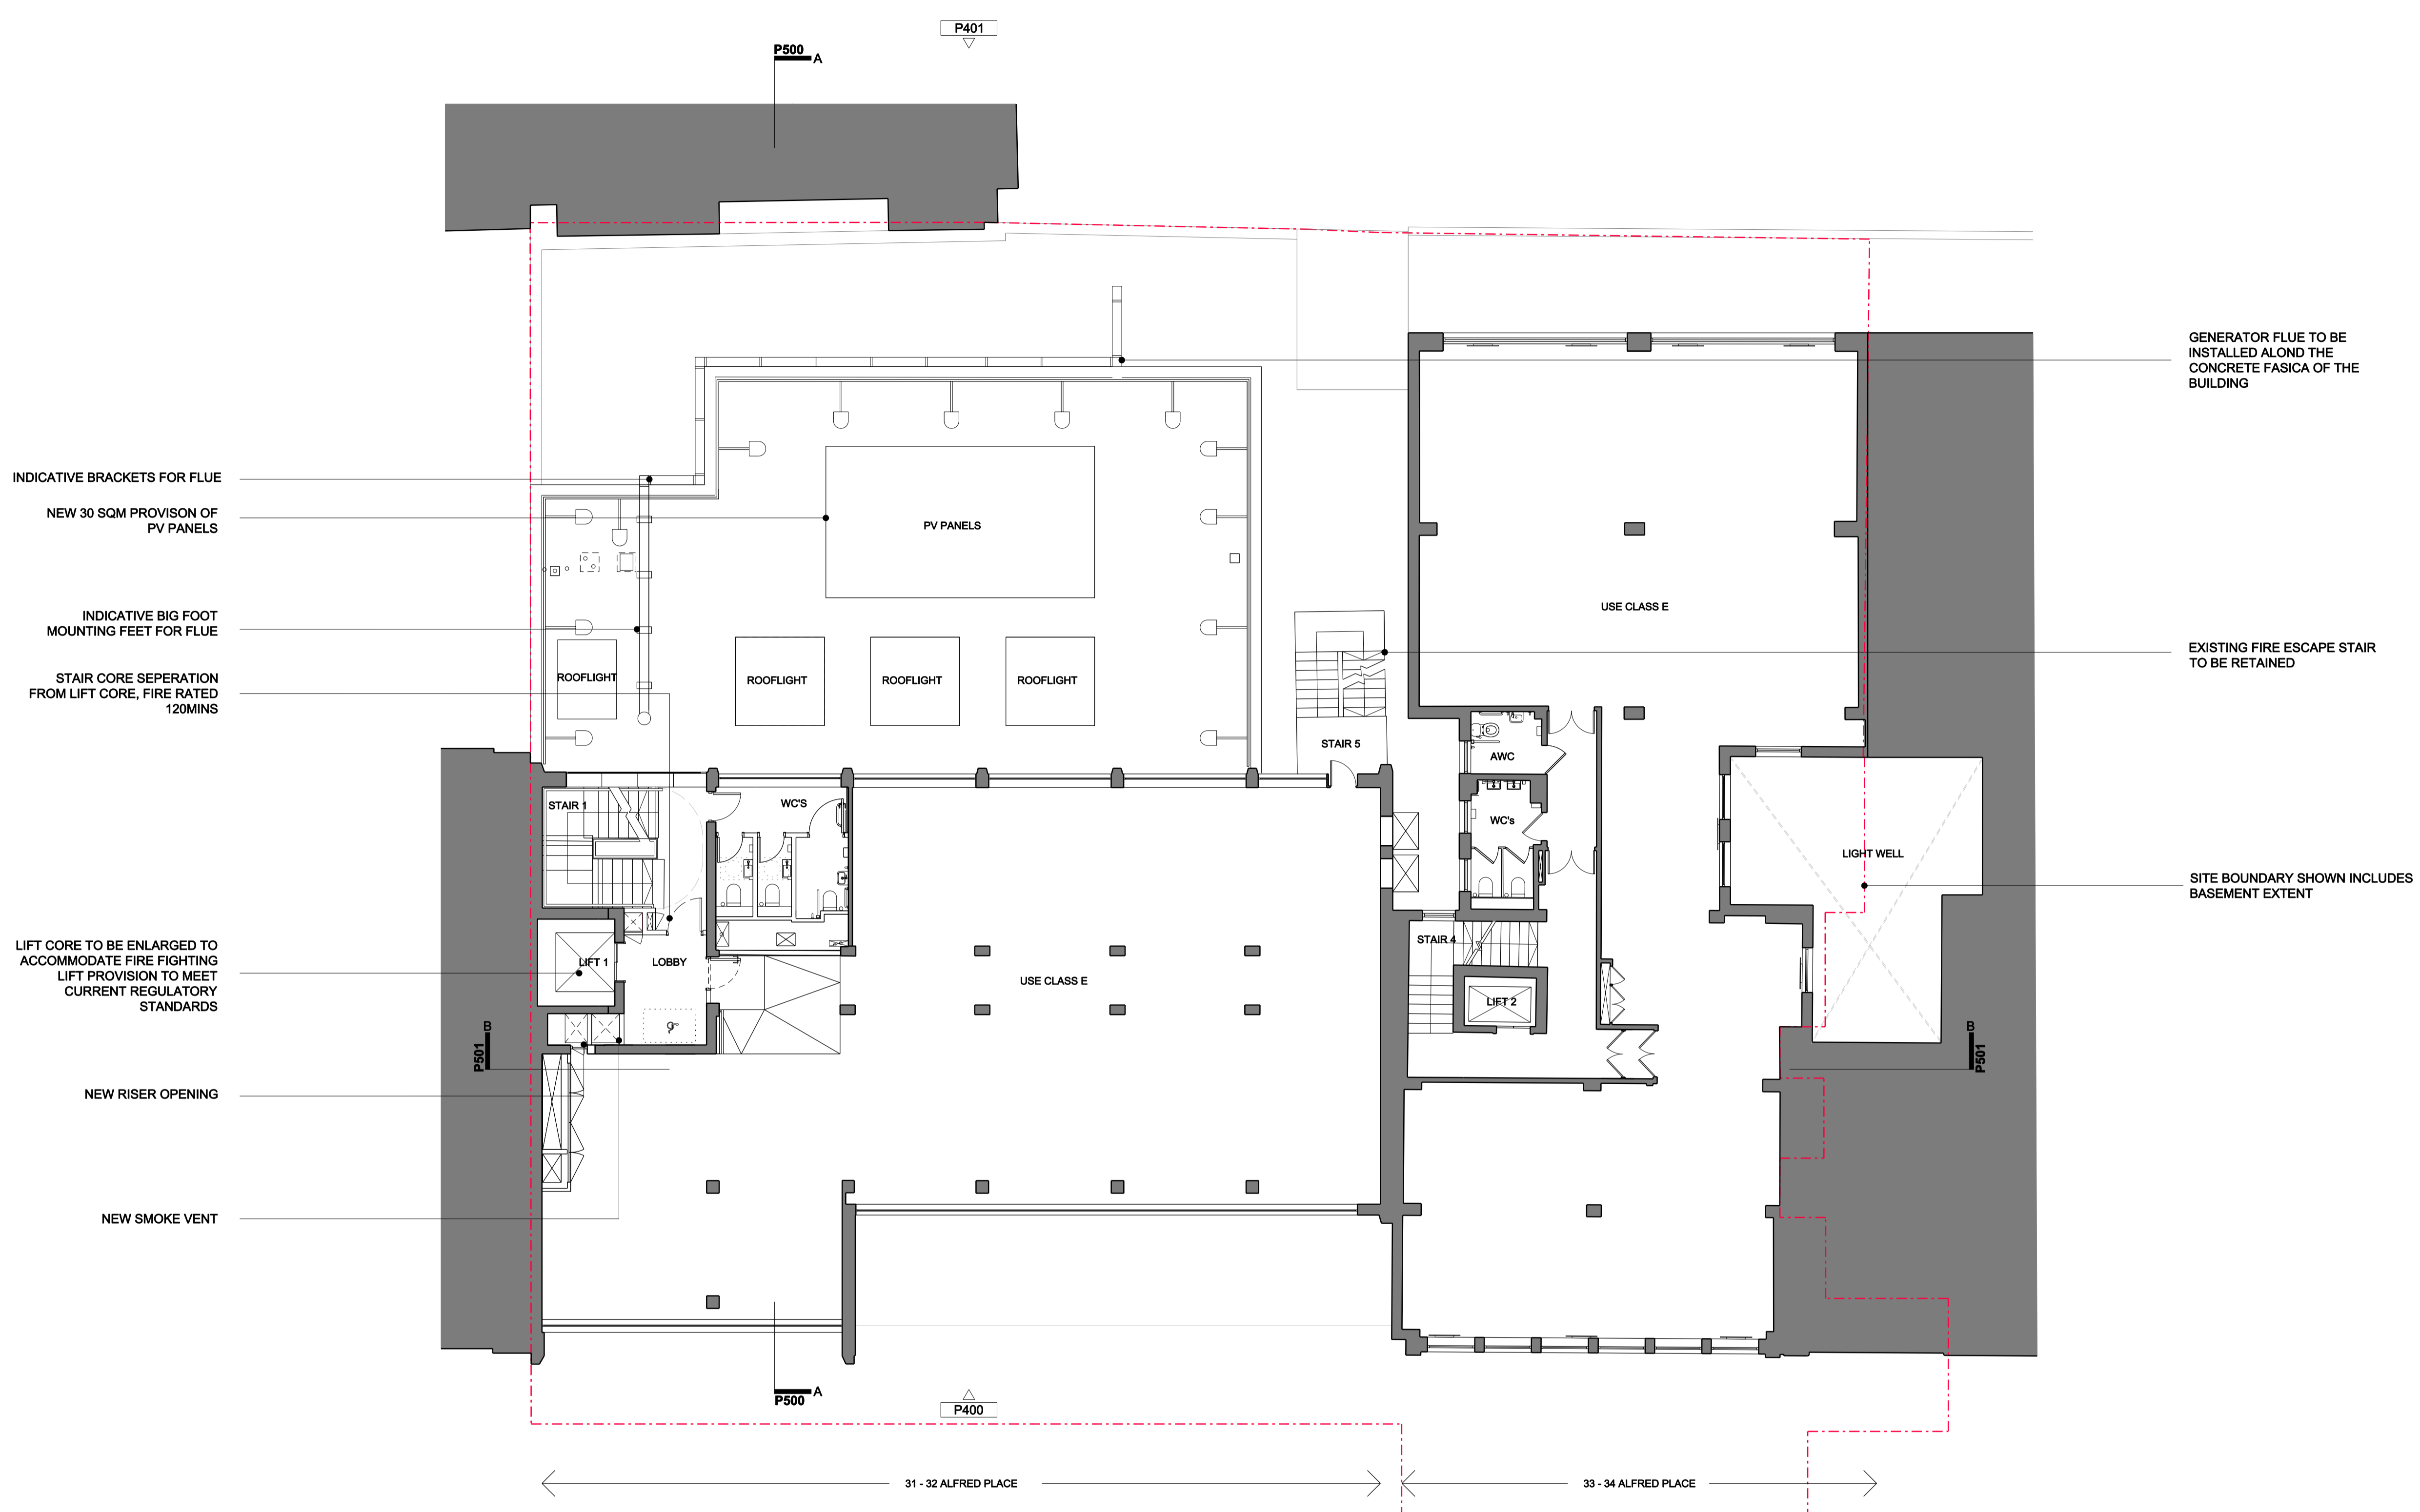 P401
P500
A
GENERATOR FLUE TO BE
INSTALLED ALOND THE
CONCRETE FASICA OF THE
BUILDING
INDICATIVE BRACKETS FOR FLUE
NEW 30 SQM PROVISON OF
PV PANELS
PV PANELS
USE CLASS E
INDICATIVE BIG FOOT
MOUNTING FEET FOR FLUE
EXISTING FIRE ESCAPE STAIR
TO BE RETAINED
STAIR CORE SEPERATION
FROM LIFT CORE, FIRE RATED
120MINS
ROOFLIGHT
ROOFLIGHT
ROOFLIGHT
ROOFLIGHT
STAIR 5
AWC
STAIR 1
WC'S
WC's
LIGHT WELL
SITE BOUNDARY SHOWN INCLUDES
BASEMENT EXTENT
STAIR 4
LIFT CORE TO BE ENLARGED TO
ACCOMMODATE FIRE FIGHTING
LIFT PROVISION TO MEET
CURRENT REGULATORY
STANDARDS
LIFT 1
LOBBY
USE CLASS E
LIFT 2
B
P501
B
P501
NEW RISER OPENING
NEW SMOKE VENT
A
P500
P400
31 - 32 ALFRED PLACE
33 - 34 ALFRED PLACE